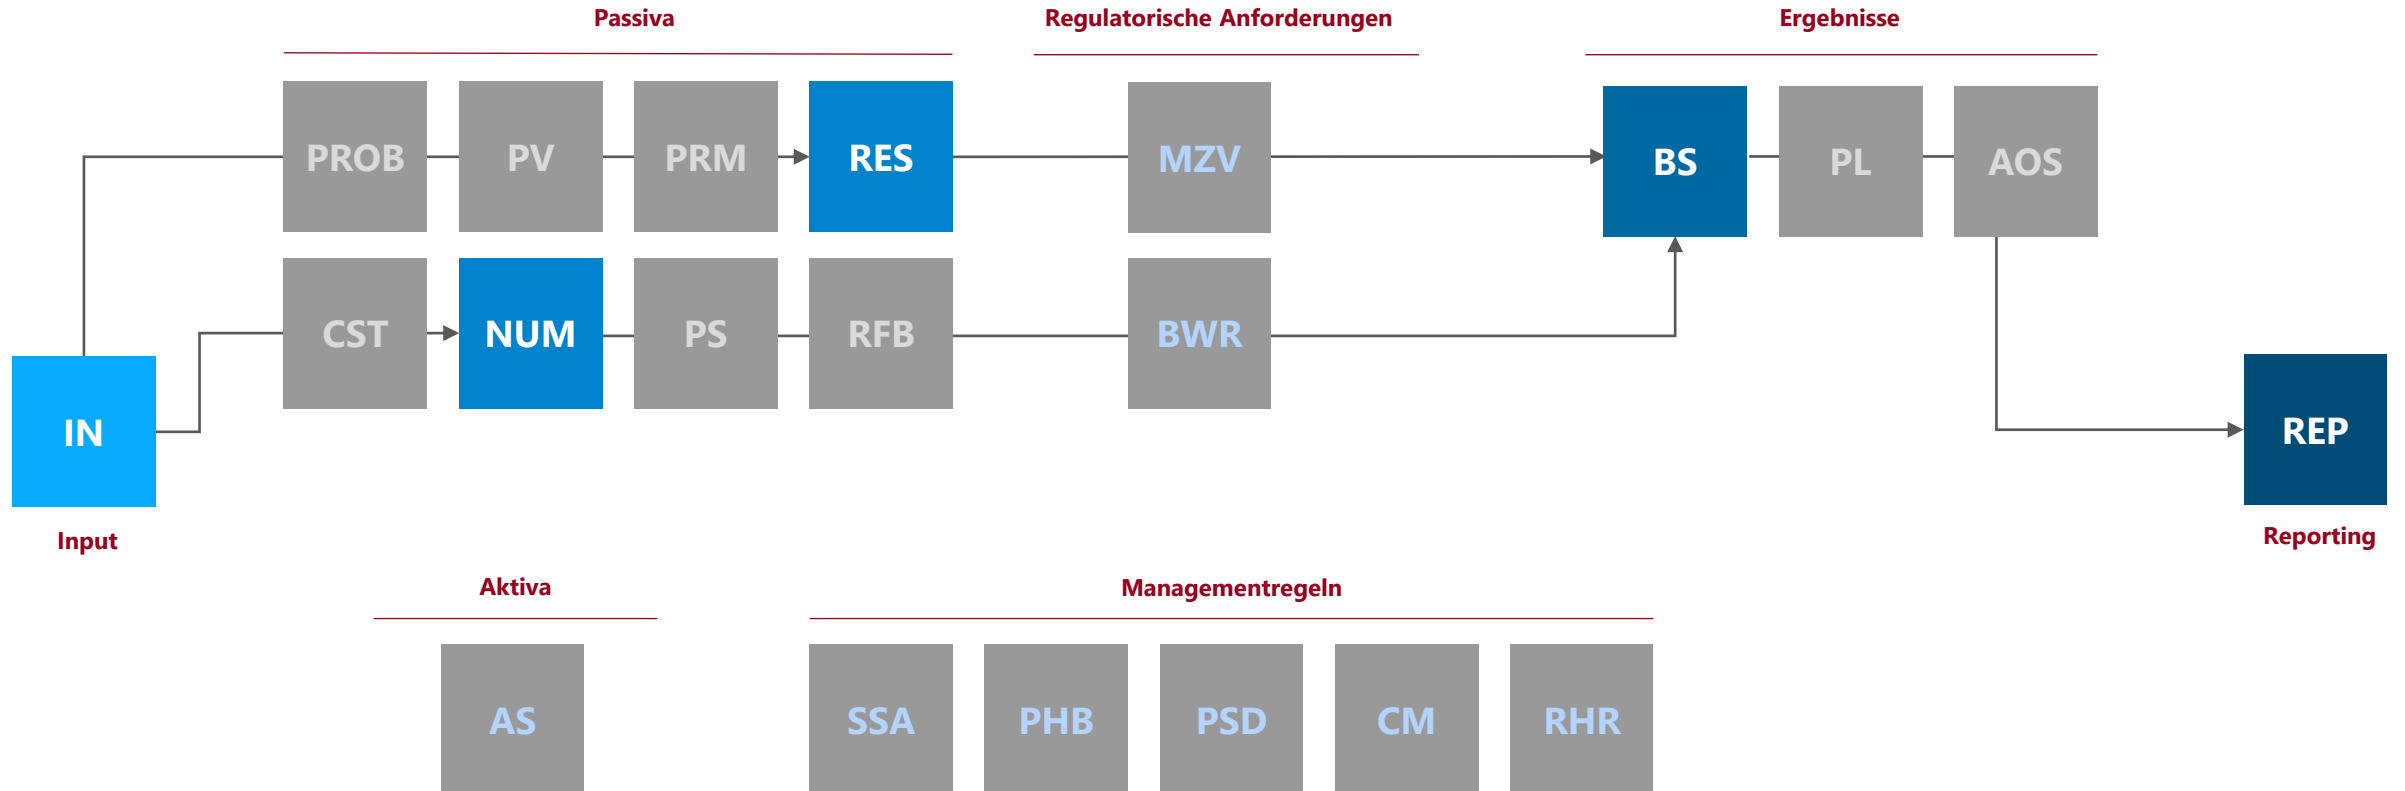 Passiva
Regulatorische Anforderungen
Ergebnisse
PROB
PV
PRM
RES
MZV
BS
PL
AOS
CST
NUM
PS
RFB
BWR
IN
REP
Input
Reporting
Aktiva
Managementregeln
AS
SSA
PHB
PSD
CM
RHR